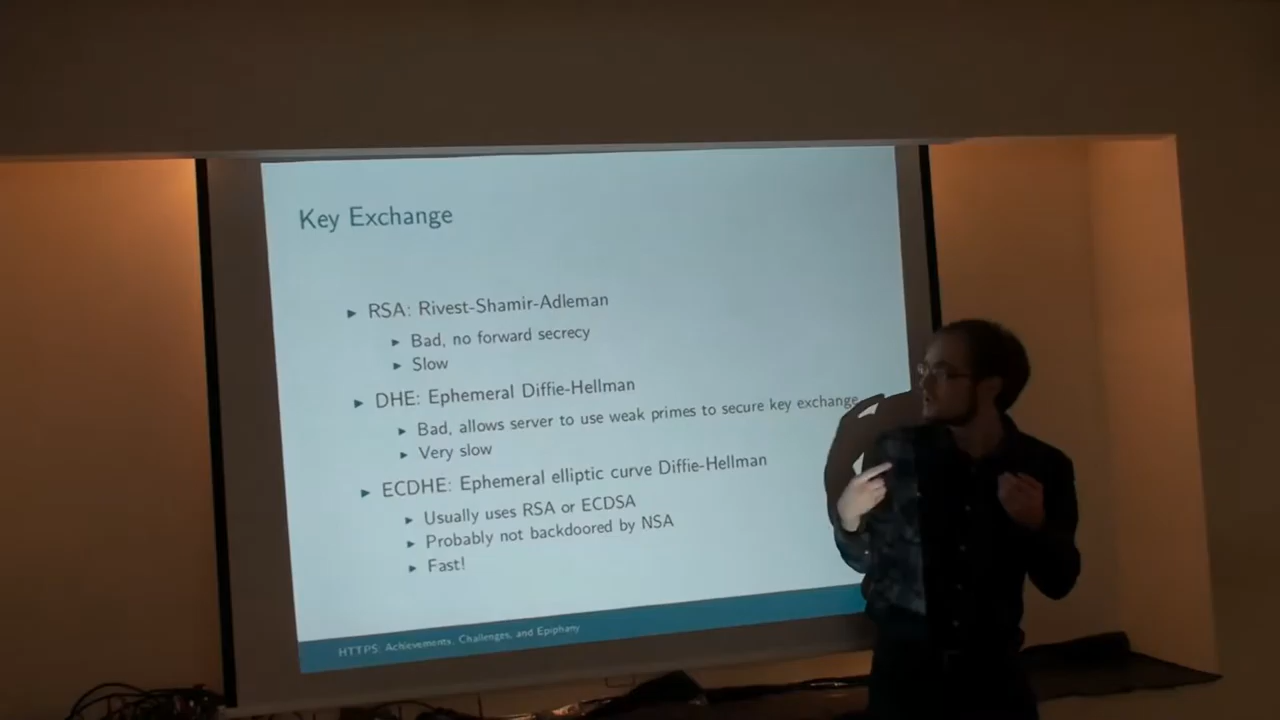 Key Exchange
RSA: Rivest-Shamir-Adleman
Bad, no forward secrecy
Slow
DHE: Ephemeral Diffie-Hellman
Bad, allows server to use weak primes to secure key exchange
Very slow
ECDHE: Ephemeral elliptic curve Diffie-Hellman
Usually uses RSA or ECDSA
Probably not backdoored by NSA
Fast!
HTTPS: Achievements, Challenges, and Epiphany